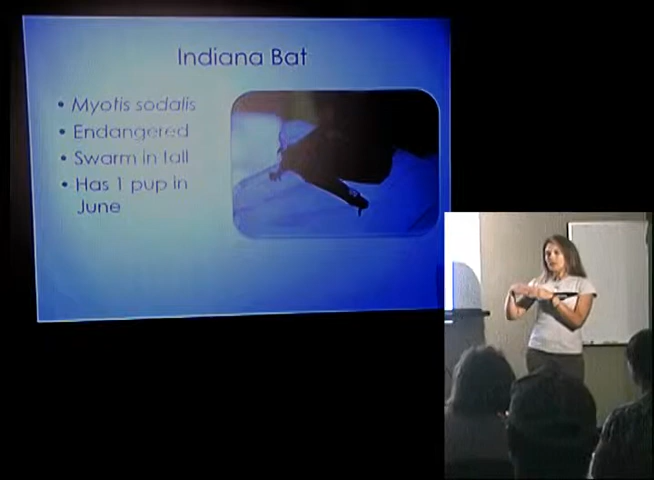 Indiana Bat
• Myotis sodalis
• Endangered
• Swarm in fall
• Has 1 pup in
June